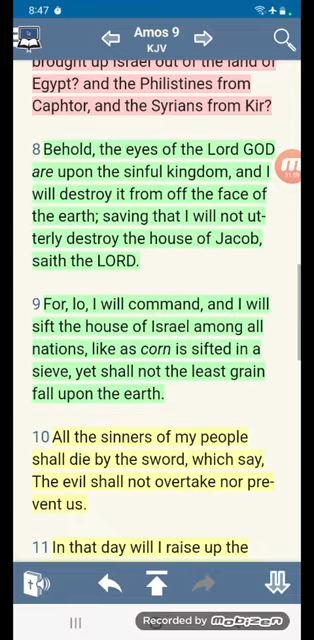 8:47
Amos 9
KJV
brought up Israel out of the land of
Egypt? and the Philistines from
Caphtor, and the Syrians from Kir?
8 Behold, the eyes of the Lord GOD
are upon the sinful kingdom, and I
will destroy it from off the face of
the earth; saving that I will not ut-
terly destroy the house of Jacob,
saith the LORD.
9 For, lo, I will command, and I will
sift the house of Israel among all
nations, like as corn is sifted in a
sieve, yet shall not the least grain
fall upon the earth.
10 All the sinners of my people
shall die by the sword, which say,
The evil shall not overtake nor pre-
vent us.
11 In that day will I raise up the
Recorded by mobizen